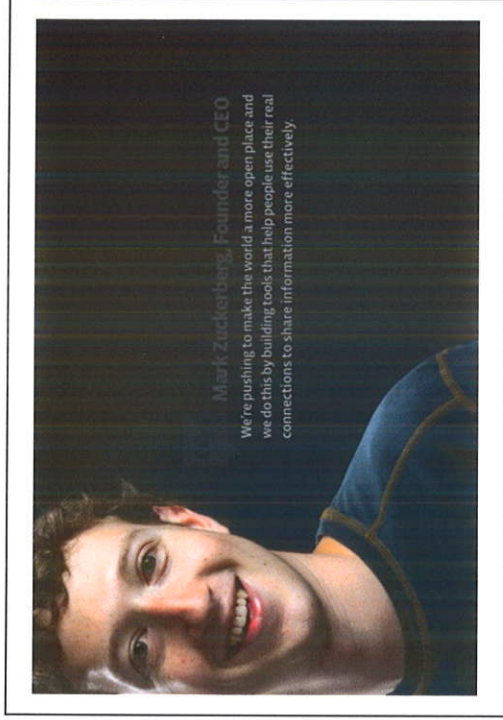 Mark Zuckerberg, Founder and CEO
We're pushing to make the world a more open place and
we do this by building tools that help people use their real
connections to share information more effectively.